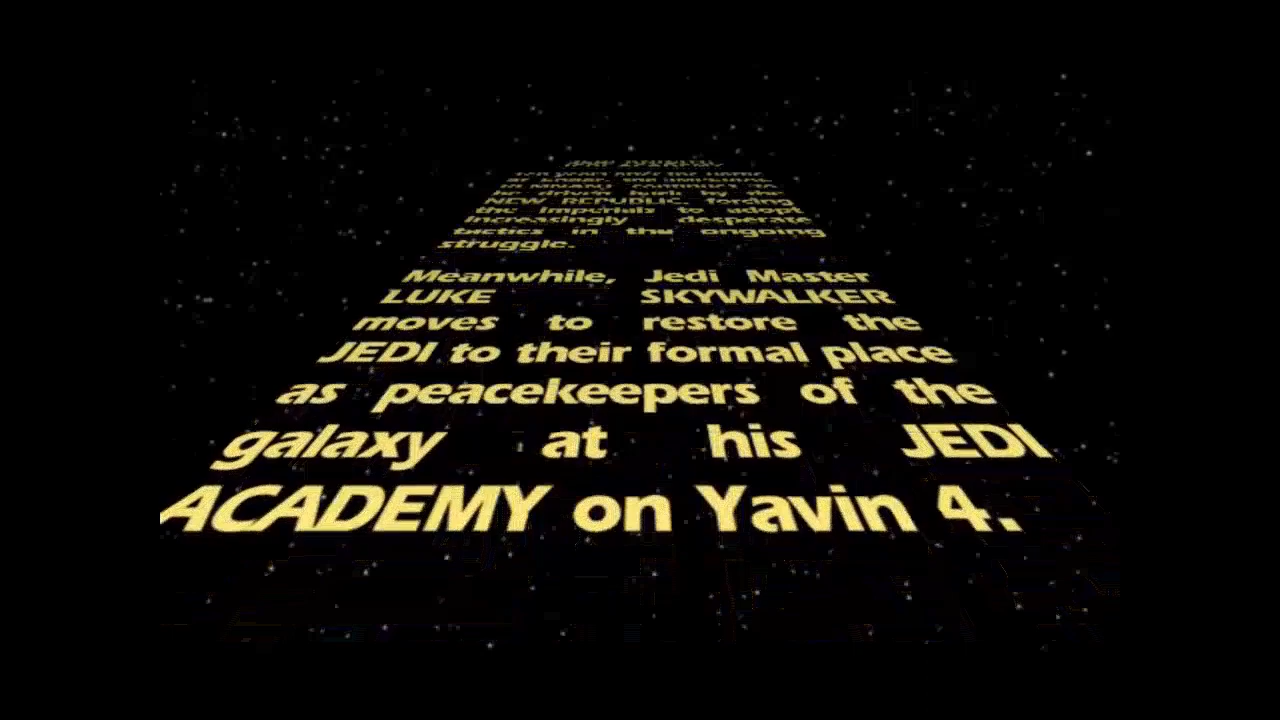 NEW REPUBLIC, forcing
the Imperials to adopt
increasingly desperate
tactics in the ongoing
struggle.
Meanwhile, Jedi Master
LUKE SKYWALKER
moves to restore the
JEDI to their formal place
as peacekeepers of the
galaxy at his JEDI
ACADEMY on Yavin 4.